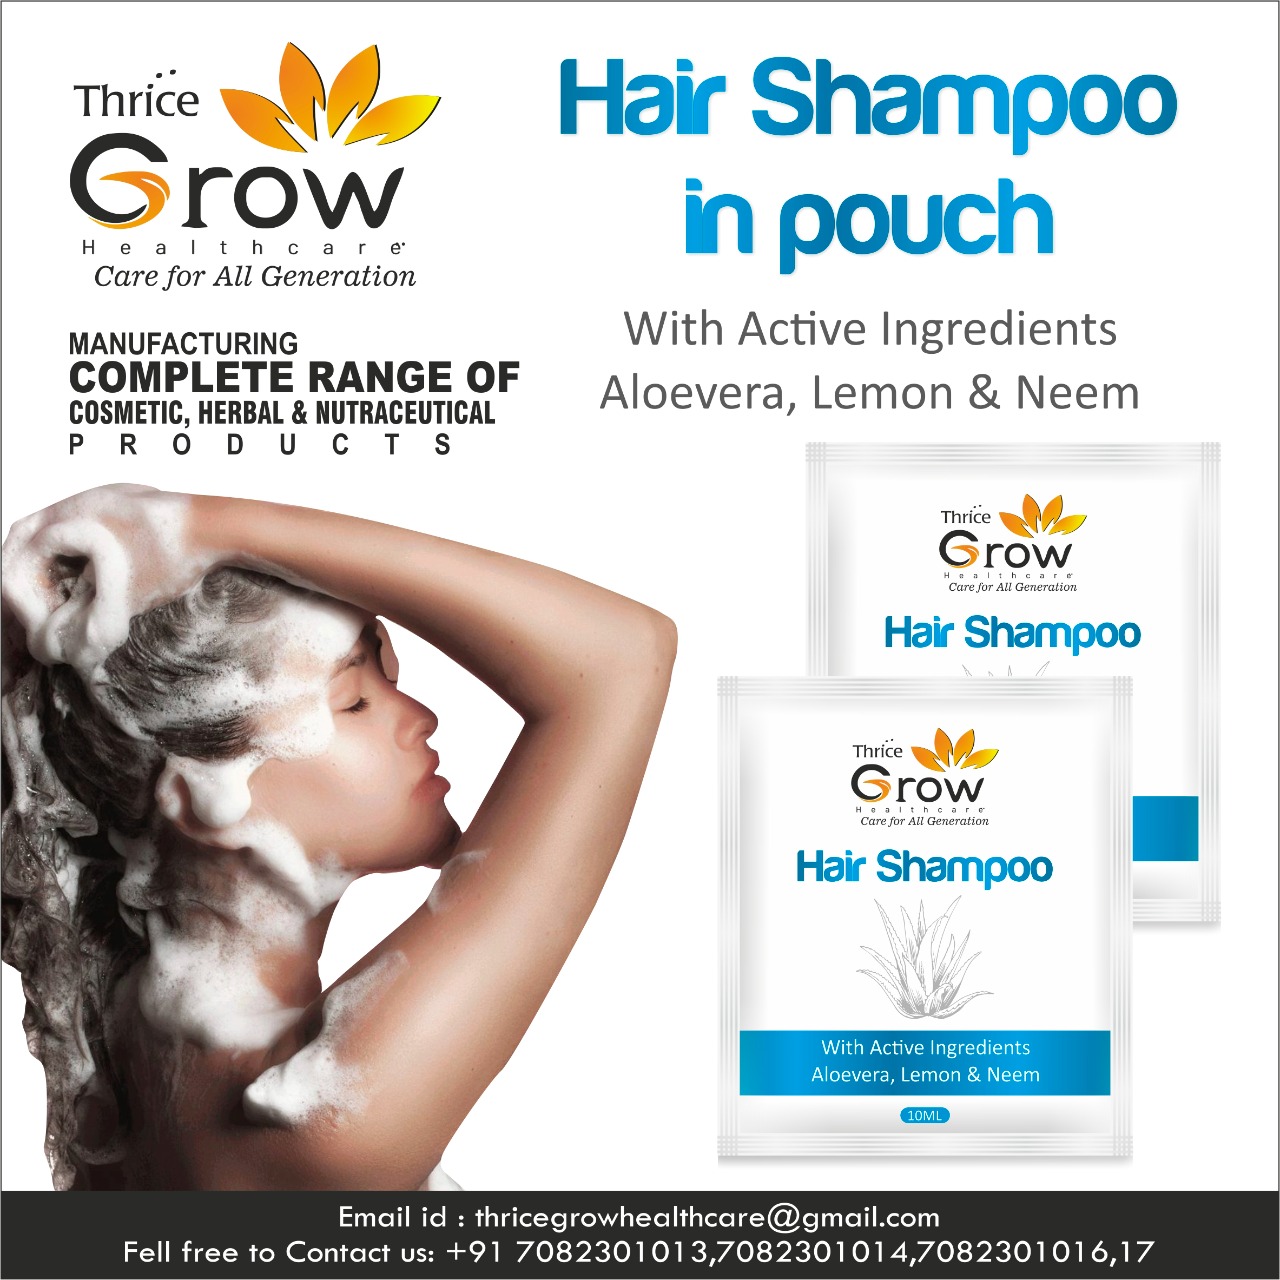 Thrice
Grow
Healthcare
Care for All Generation
MANUFACTURING
COMPLETE RANGE OF
COSMETIC, HERBAL & NUTRACEUTICAL
PRODUCTS
Hair Shampoo
in pouch
With Active Ingredients
Aloevera, Lemon & Neem
Thrice
Grow
Healthcare
Care for All Generation
Hair Shampoo
Thrice
Grow
Healthcare
Care for All Generation
Hair Shampoo
With Active Ingredients
Aloevera, Lemon & Neem
10ML
Email id : thricegrowhealthcare@gmail.com
Fell free to Contact us: +91 7082301013,7082301014,7082301016,17